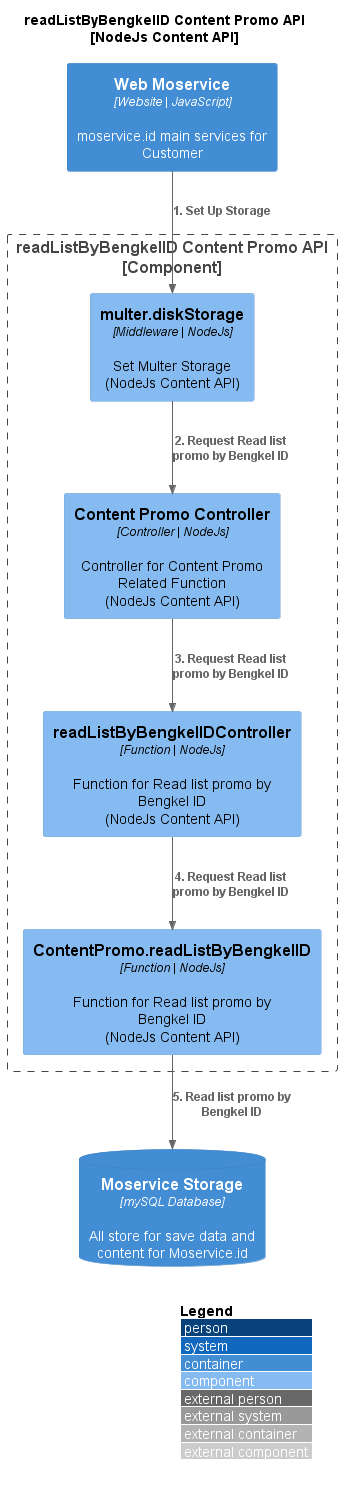 readListByBengkelID Content Promo API
[NodeJs Content API]
Web Moservice
[Website | JavaScript]
moservice.id main services for
Customer
1. Set Up Storage
readListByBengkelID Content Promo API
[Component]
multer.diskStorage
[Middleware | NodeJs]
Set Multer Storage
(NodeJs Content API)
2. Request Read list
promo by Bengkel ID
Content Promo Controller
[Controller | NodeJs]
Controller for Content Promo
Related Function
(NodeJs Content API)
3. Request Read list
promo by Bengkel ID
readListByBengkelIDController
[Function | NodeJs]
Function for Read list promo by
Bengkel ID
(NodeJs Content API)
4. Request Read list
promo by Bengkel ID
ContentPromo.readListByBengkelID
[Function | NodeJs]
Function for Read list promo by
Bengkel ID
(NodeJs Content API)
5. Read list promo by
Bengkel ID
Moservice Storage
[mySQL Database]
All store for save data and
content for Moservice.id
Legend
person
system
container
component
external person
external system
external container
external component